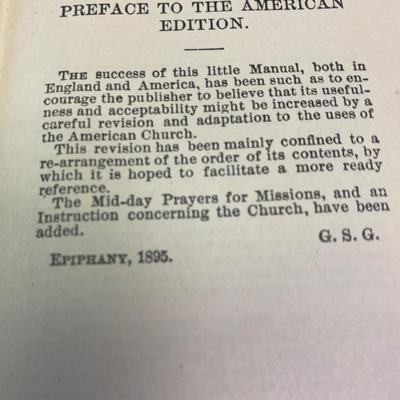 PREFACE TO THE AMERICAN
EDITION.
THE success of this little Manual, both in
England and America, has been such as to en-
courage the publisher to believe that its useful-
ness and acceptability might be increased by a
careful revision and adaptation to the uses of
the American Church.
This revision has been mainly confined to a
re-arrangement of the order of its contents, by
which it is hoped to facilitate a more ready
reference.
The Mid-day Prayers for Missions, and an
Instruction concerning the Church, have been
added.
G. S. G.
EPIPHANY, 1895.